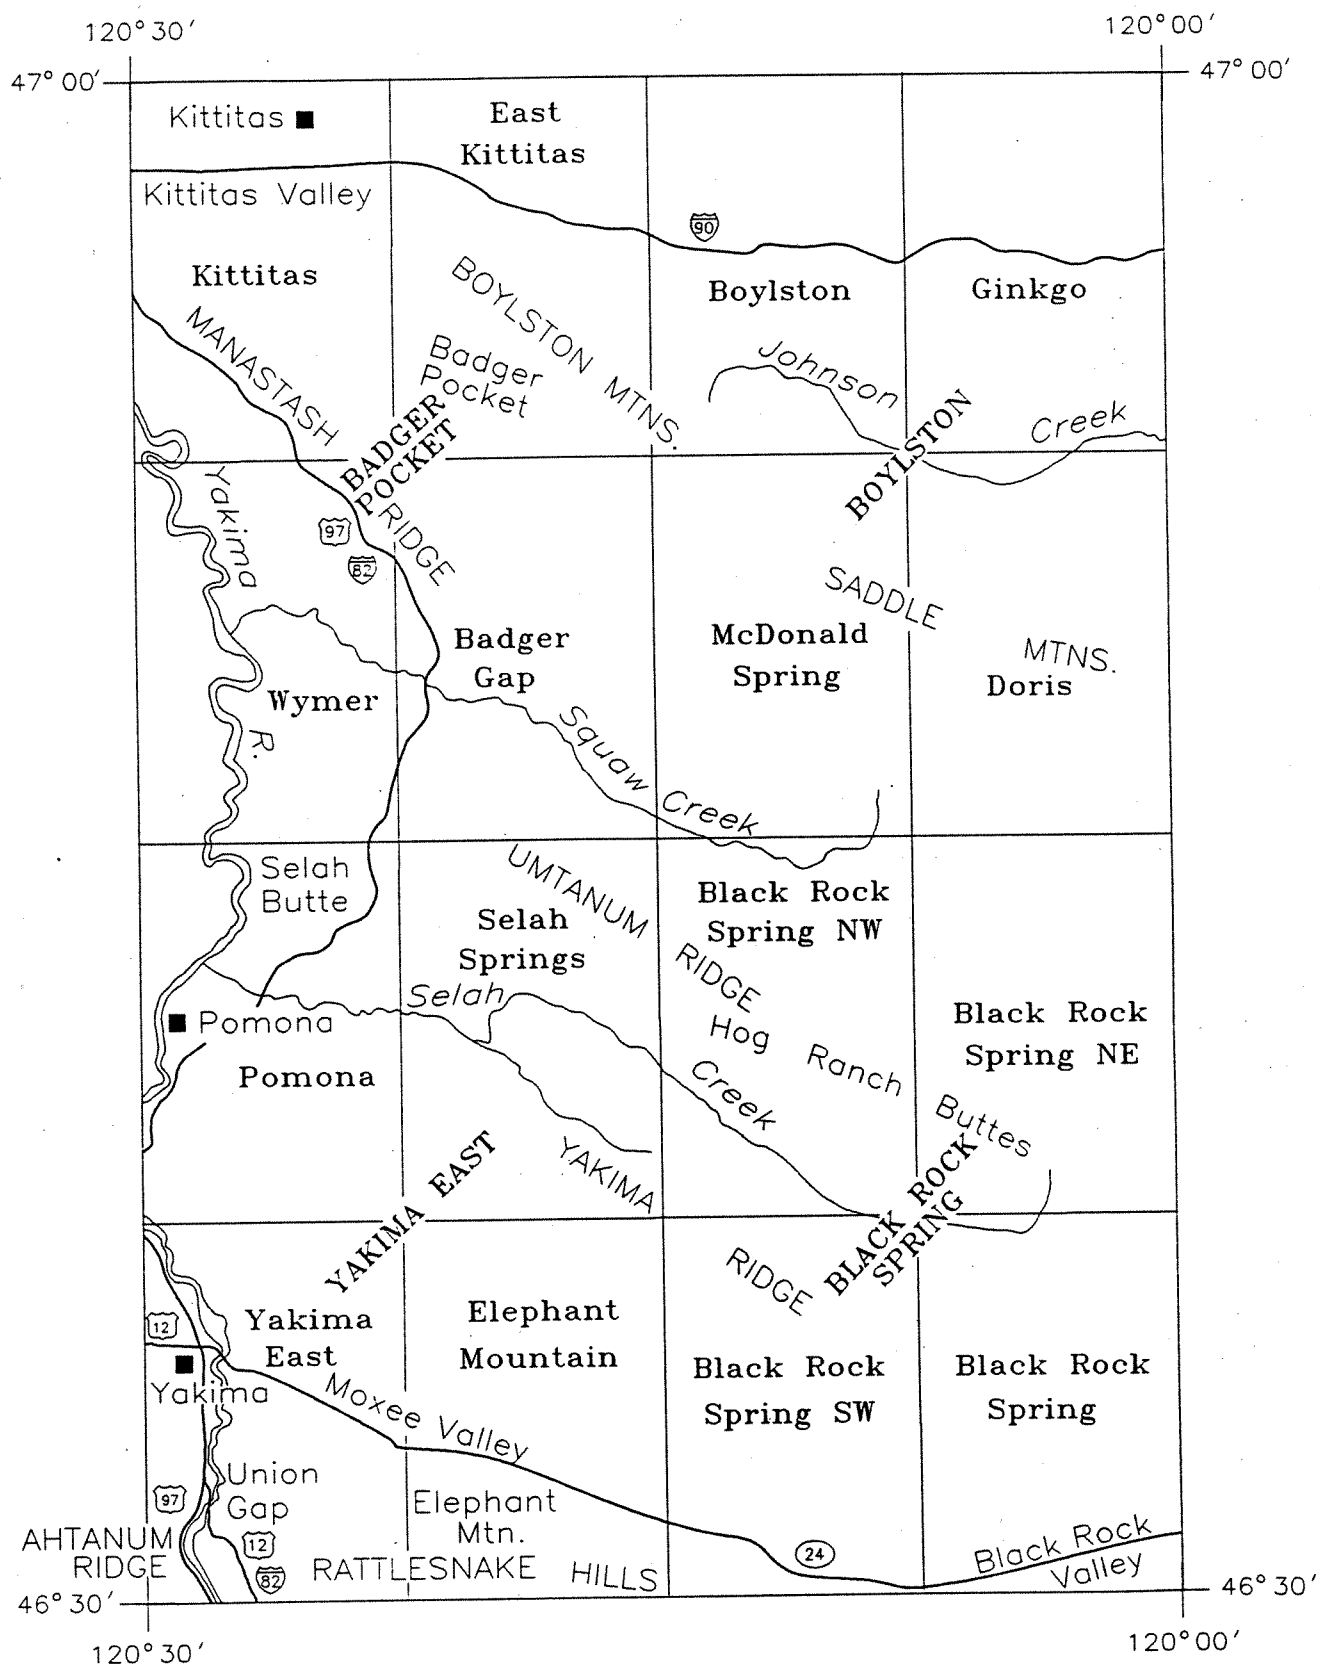 120° 30′
120° 00′
47° 00′
47° 00′
Kittitas
East
Kittitas
Kittitas Valley
90
Kittitas
Boylston
Ginkgo
BOYLSTON MTNS.
MANASTASH RIDGE
Badger
Pocket
Johnson Creek
BADGER
POCKET
BOYLSTON
Yakima R.
97
82
SADDLE MTNS.
Badger
Gap
McDonald
Spring
Doris
Wymer
Squaw Creek
Selah
Butte
UMTANUM RIDGE
Selah
Springs
Black Rock
Spring NW
Selah Creek
Pomona
Hog Ranch Buttes
Black Rock
Spring NE
Pomona
YAKIMA EAST
YAKIMA RIDGE
BLACK ROCK
SPRING
12
Yakima
East
Elephant
Mountain
Black Rock
Spring SW
Black Rock
Spring
Yakima
Moxee Valley
97
Union
Gap
Elephant
Mtn.
AHTANUM
RIDGE
12
82
RATTLESNAKE HILLS
24
Black Rock
Valley
46° 30′
46° 30′
120° 30′
120° 00′